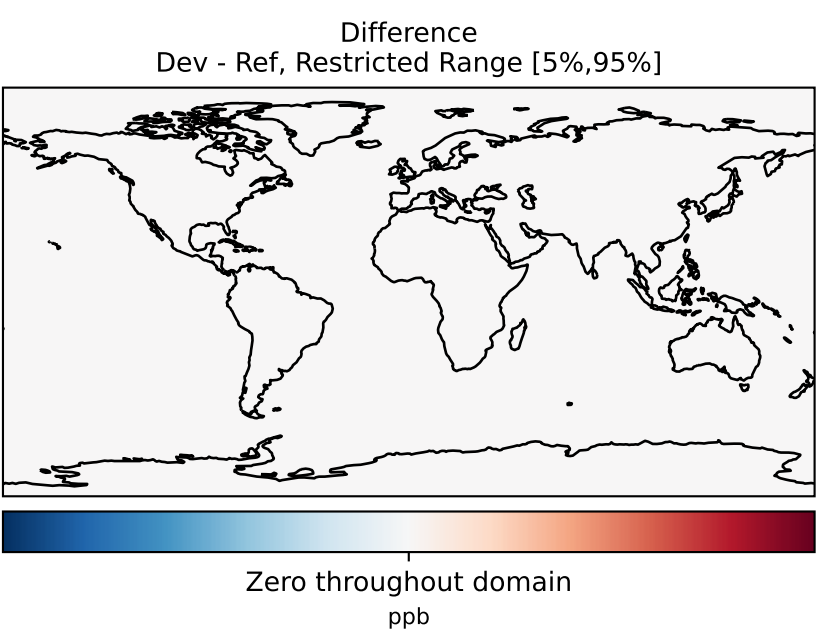 Difference
Dev - Ref, Restricted Range [5%,95%]
Zero throughout domain
ppb